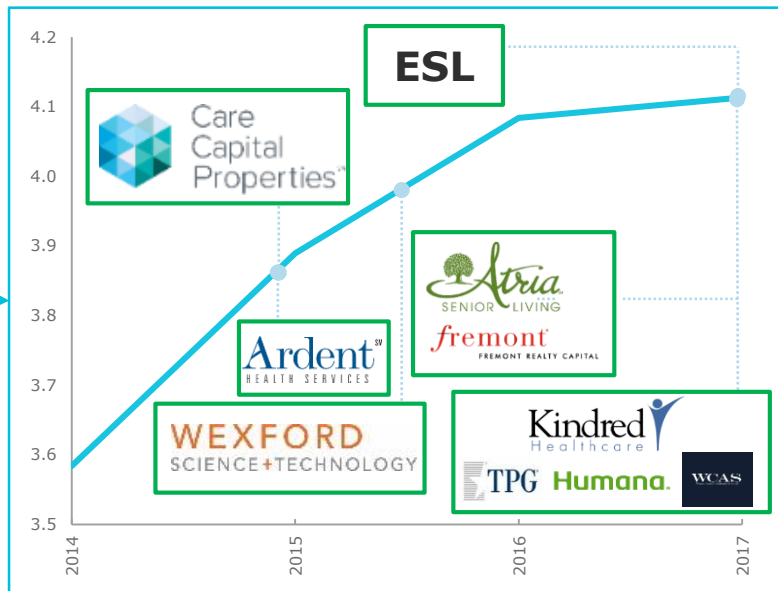 4.2
4.1
4.0
3.9
3.8
3.7
3.6
3.5
2014
2015
2016
2017
ESL
Care
Capital
Properties
Ardent SV
HEALTH SERVICES
WEXFORD
SCIENCE+TECHNOLOGY
Atria
SENIOR LIVING
fremont
FREMONT REALTY CAPITAL
Kindred
Healthcare
TPG Humana. WCAS